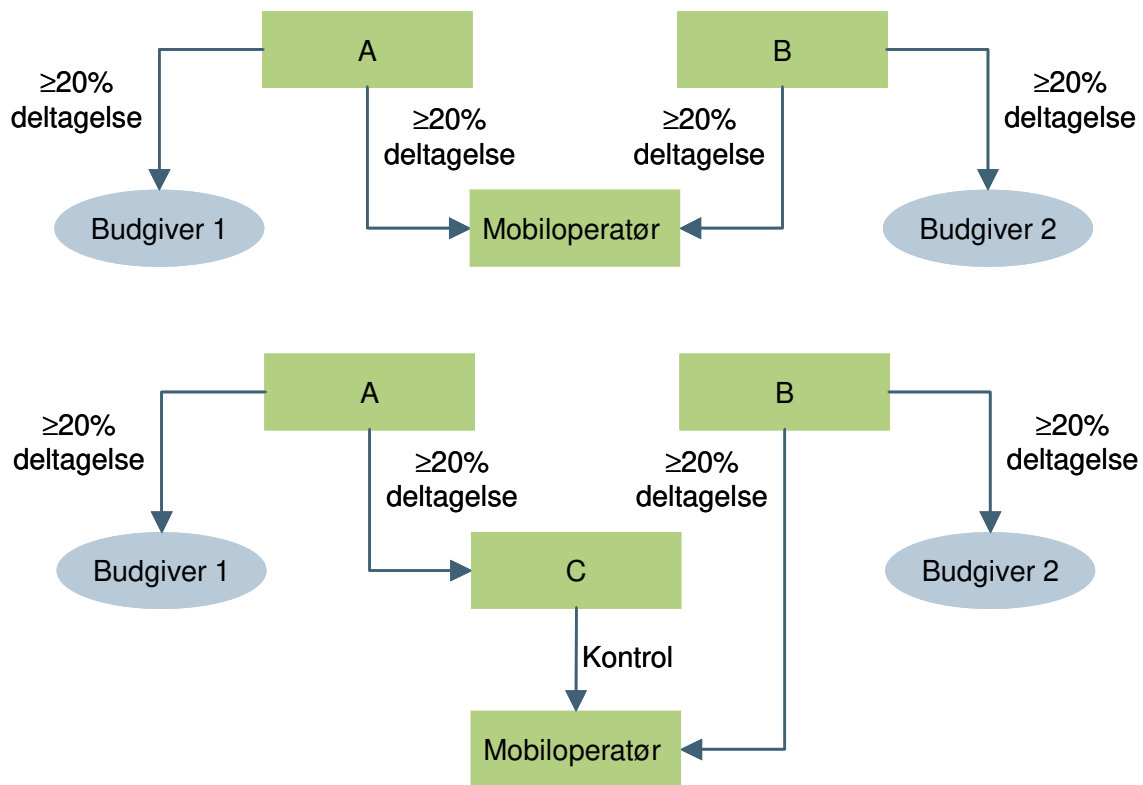 A
B
≥20%
deltagelse
≥20%
deltagelse
≥20%
deltagelse
≥20%
deltagelse
Budgiver 1
Mobiloperatør
Budgiver 2
A
B
≥20%
deltagelse
≥20%
deltagelse
≥20%
deltagelse
≥20%
deltagelse
Budgiver 1
C
Budgiver 2
Kontrol
Mobiloperatør